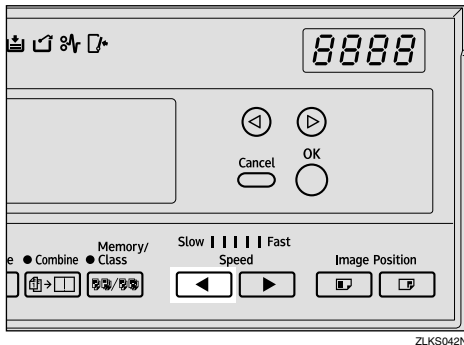 8888
Cancel
OK
Memory/
Slow Fast
e ● Combine ● Class
Speed
Image Position
ZLKS042N